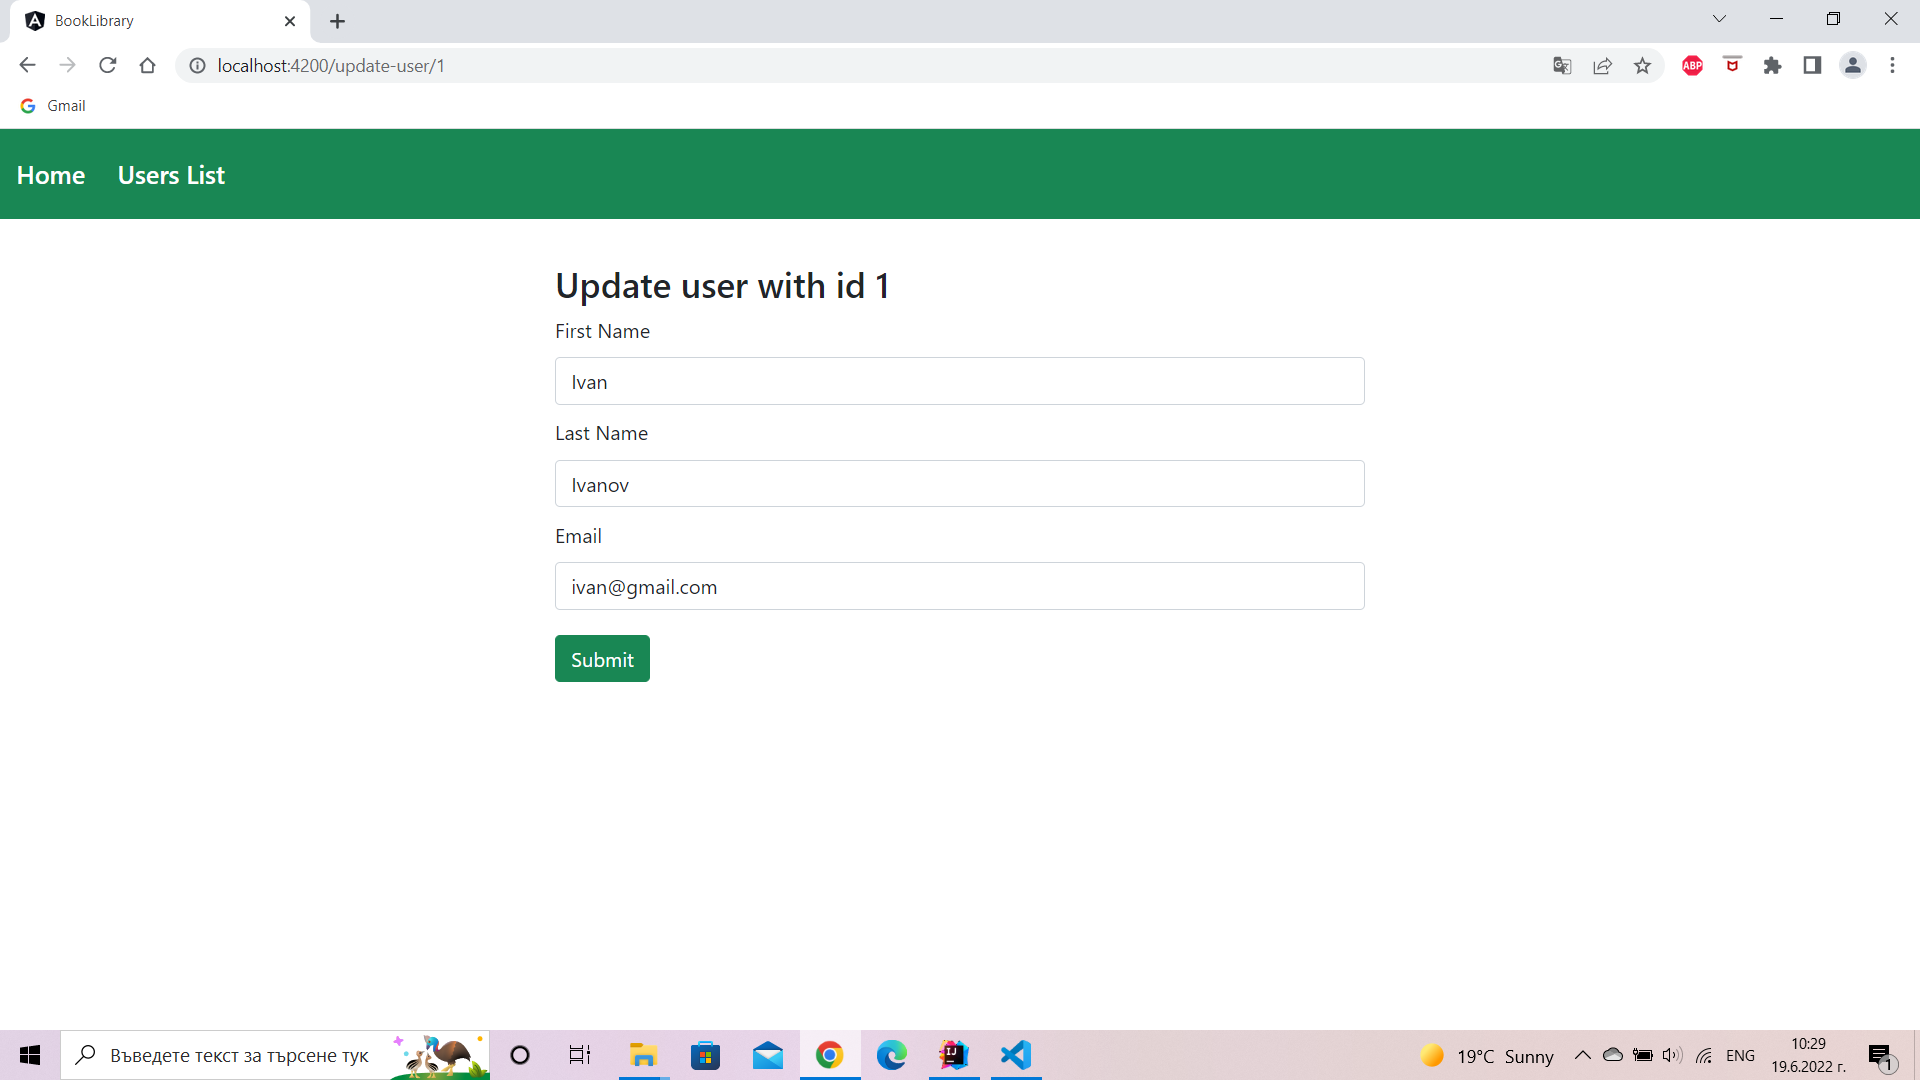 BookLibrary
localhost:4200/update-user/1
ABP
Gmail
Home Users List
Update user with id 1
First Name
Ivan
Last Name
Ivanov
Email
ivan@gmail.com
Submit
Въведете текст за търсене тук
IJ
19°C Sunny
ENG
10:29
19.6.2022 г.
1